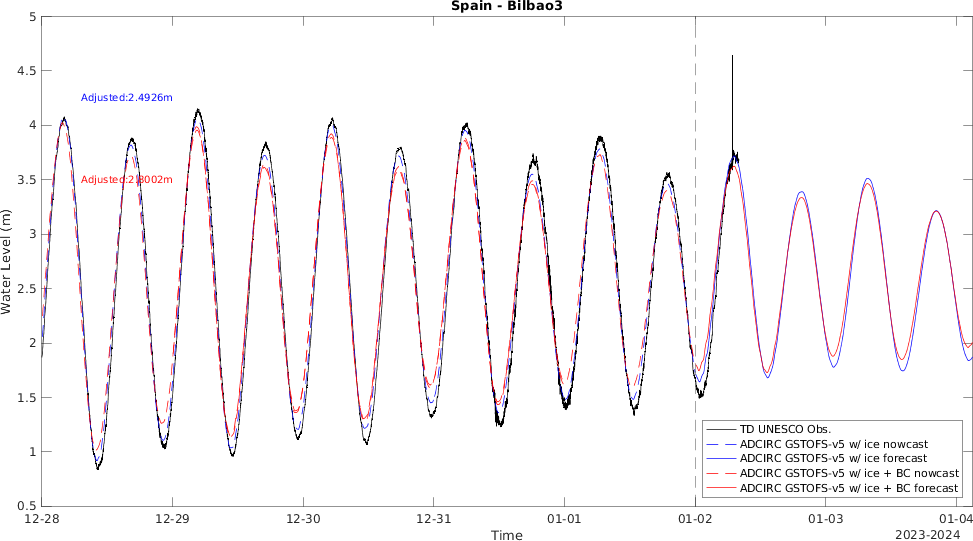 Spain - Bilbao3
5
4.5
4
3.5
3
2.5
2
1.5
1
0.5
Water Level (m)
Adjusted:2.4926m
Adjusted:2.3002m
TD UNESCO Obs.
ADCIRC GSTOFS-v5 w/ ice nowcast
ADCIRC GSTOFS-v5 w/ ice forecast
ADCIRC GSTOFS-v5 w/ ice + BC nowcast
ADCIRC GSTOFS-v5 w/ ice + BC forecast
12-28 12-29 12-30 12-31 01-01 01-02 01-03 01-04
Time
2023-2024